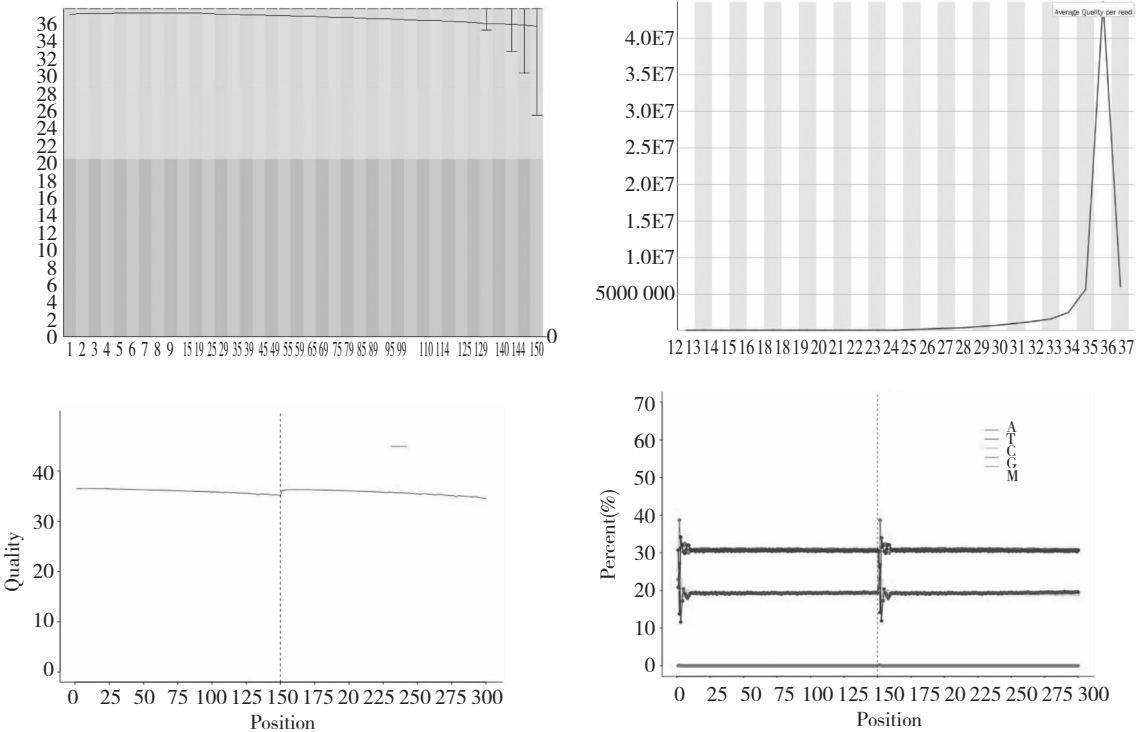 36
34
32
30
28
26
24
22
20
18
16
14
12
10
8
6
4
2
0
0
1 2 3 4 5 6 7 8 9 15 19 25 29 35 39 45 49 55 59 65 69 75 79 85 89 95 99 110 114 125 129 140 144 150
Average Quality per read
4.0E7
3.5E7
3.0E7
2.5E7
2.0E7
1.5E7
1.0E7
5000 000
12 13 14 15 16 18 18 19 20 21 22 23 24 25 26 27 28 29 30 31 32 33 34 35 36 37
40
30
20
10
0
Quality
0 25 50 75 100 125 150 175 200 225 250 275 300
Position
70
60
50
40
30
20
10
0
Percent(%)
A
T
C
G
M
0 25 50 75 100 125 150 175 20 225 250 275 300
Position